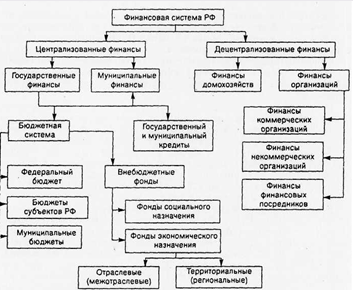 Финансовая система РФ
Централизованные финансы
Децентрализованные финансы
Государственные
финансы
Муниципальные
финансы
Финансы
домохозяйств
Финансы
организаций
Бюджетная
система
Государственный
и муниципальный
кредиты
Финансы
коммерческих
организаций
Федеральный
бюджет
Внебюджетные
фонды
Финансы
некоммерческих
организаций
Бюджеты
субъектов РФ
Фонды социального
назначения
Финансы
финансовых
посредников
Муниципальные
бюджеты
Фонды экономического
назначения
Отраслевые
(межотраслевые)
Территориальные
(региональные)